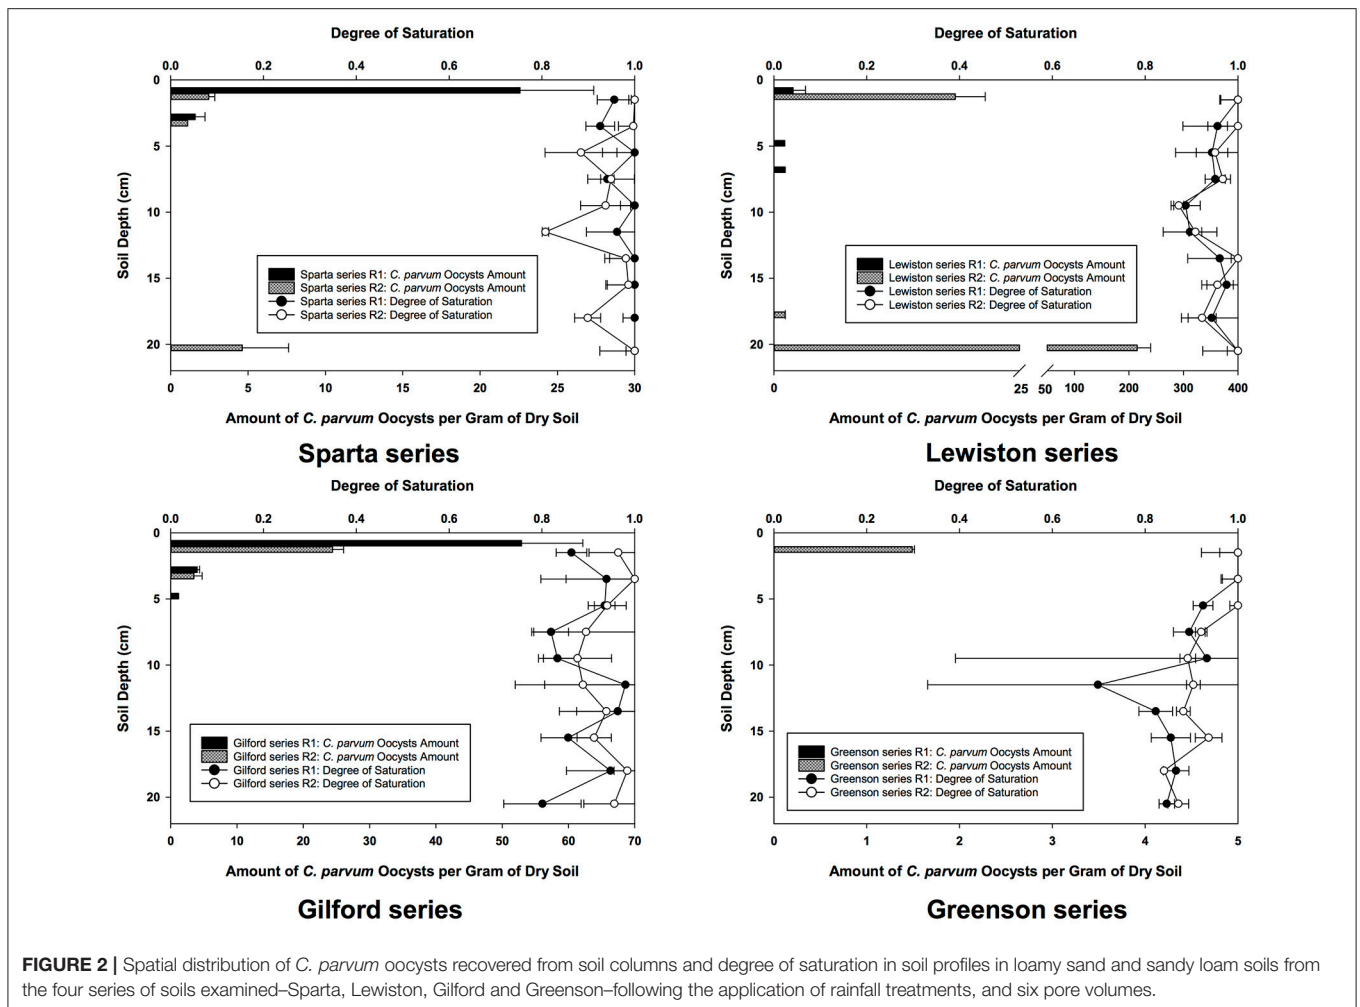 Degree of Saturation
0.0 0.2 0.4 0.6 0.8 1.0
Soil Depth (cm)
0
5
10
15
20
Sparta series R1: C. parvum Oocysts Amount
Sparta series R2: C. parvum Oocysts Amount
Sparta series R1: Degree of Saturation
Sparta series R2: Degree of Saturation
0 5 10 15 20 25 30
Amount of C. parvum Oocysts per Gram of Dry Soil
Sparta series
Degree of Saturation
0.0 0.2 0.4 0.6 0.8 1.0
Soil Depth (cm)
0
5
10
15
20
Lewiston series R1: C. parvum Oocysts Amount
Lewiston series R2: C. parvum Oocysts Amount
Lewiston series R1: Degree of Saturation
Lewiston series R2: Degree of Saturation
0 25 50 100 200 300 400
Amount of C. parvum Oocysts per Gram of Dry Soil
Lewiston series
Degree of Saturation
0.0 0.2 0.4 0.6 0.8 1.0
Soil Depth (cm)
0
5
10
15
20
Gilford series R1: C. parvum Oocysts Amount
Gilford series R2: C. parvum Oocysts Amount
Gilford series R1: Degree of Saturation
Gilford series R2: Degree of Saturation
0 10 20 30 40 50 60 70
Amount of C. parvum Oocysts per Gram of Dry Soil
Gilford series
Degree of Saturation
0.0 0.2 0.4 0.6 0.8 1.0
Soil Depth (cm)
0
5
10
15
20
Greenson series R1: C. parvum Oocysts Amount
Greenson series R2: C. parvum Oocysts Amount
Greenson series R1: Degree of Saturation
Greenson series R2: Degree of Saturation
0 1 2 3 4 5
Amount of C. parvum Oocysts per Gram of Dry Soil
Greenson series
FIGURE 2 | Spatial distribution of C. parvum oocysts recovered from soil columns and degree of saturation in soil profiles in loamy sand and sandy loam soils from
the four series of soils examined–Sparta, Lewiston, Gilford and Greenson–following the application of rainfall treatments, and six pore volumes.